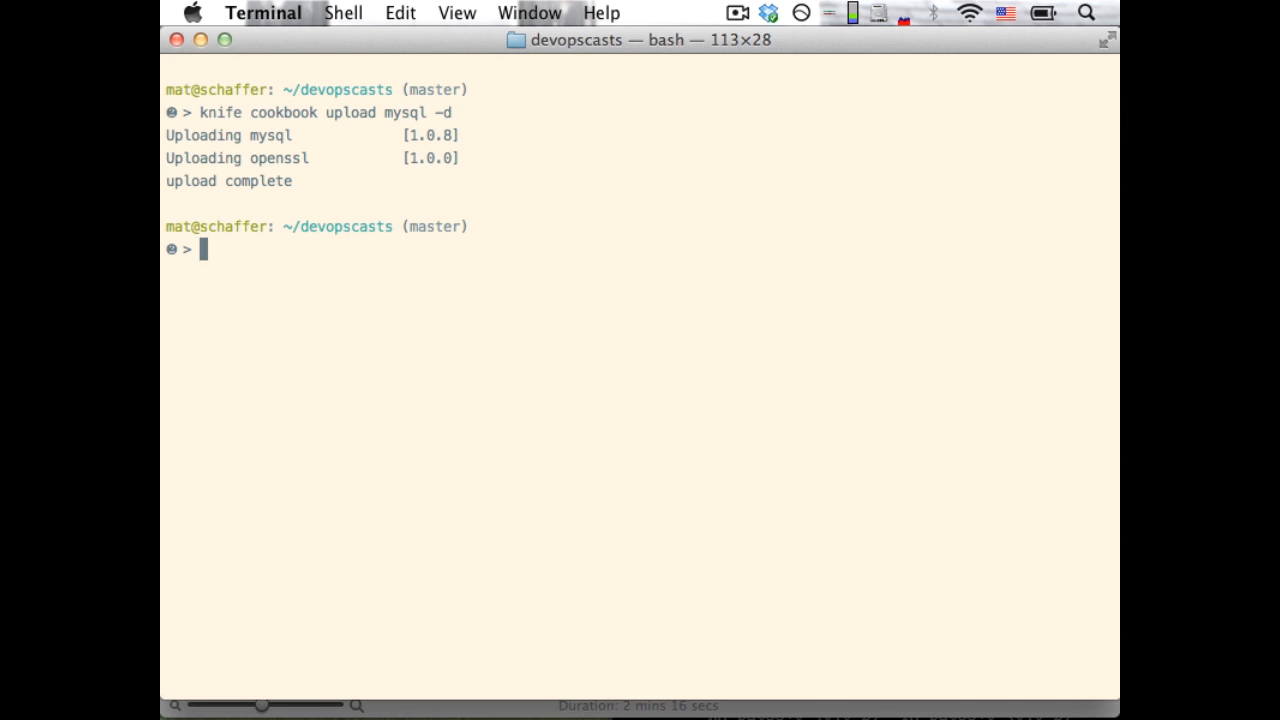 Terminal Shell Edit View Window Help
devopscasts — bash — 113×28
mat@schaffer: ~/devopscasts (master)
➋ > knife cookbook upload mysql -d
Uploading mysql [1.0.8]
Uploading openssl [1.0.0]
upload complete
mat@schaffer: ~/devopscasts (master)
➋ >
Duration: 2 mins 16 secs